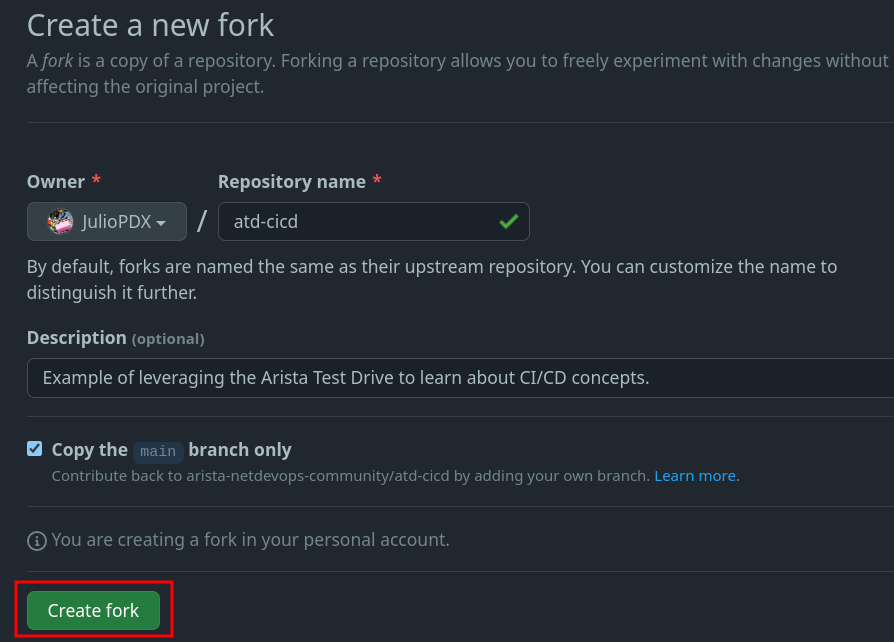 Create a new fork
A fork is a copy of a repository. Forking a repository allows you to freely experiment with changes without
affecting the original project.
Owner * Repository name *
JulioPDX / atd-cicd
By default, forks are named the same as their upstream repository. You can customize the name to
distinguish it further.
Description (optional)
Example of leveraging the Arista Test Drive to learn about CI/CD concepts.
Copy the main branch only
Contribute back to arista-netdevops-community/atd-cicd by adding your own branch. Learn more.
You are creating a fork in your personal account.
Create fork